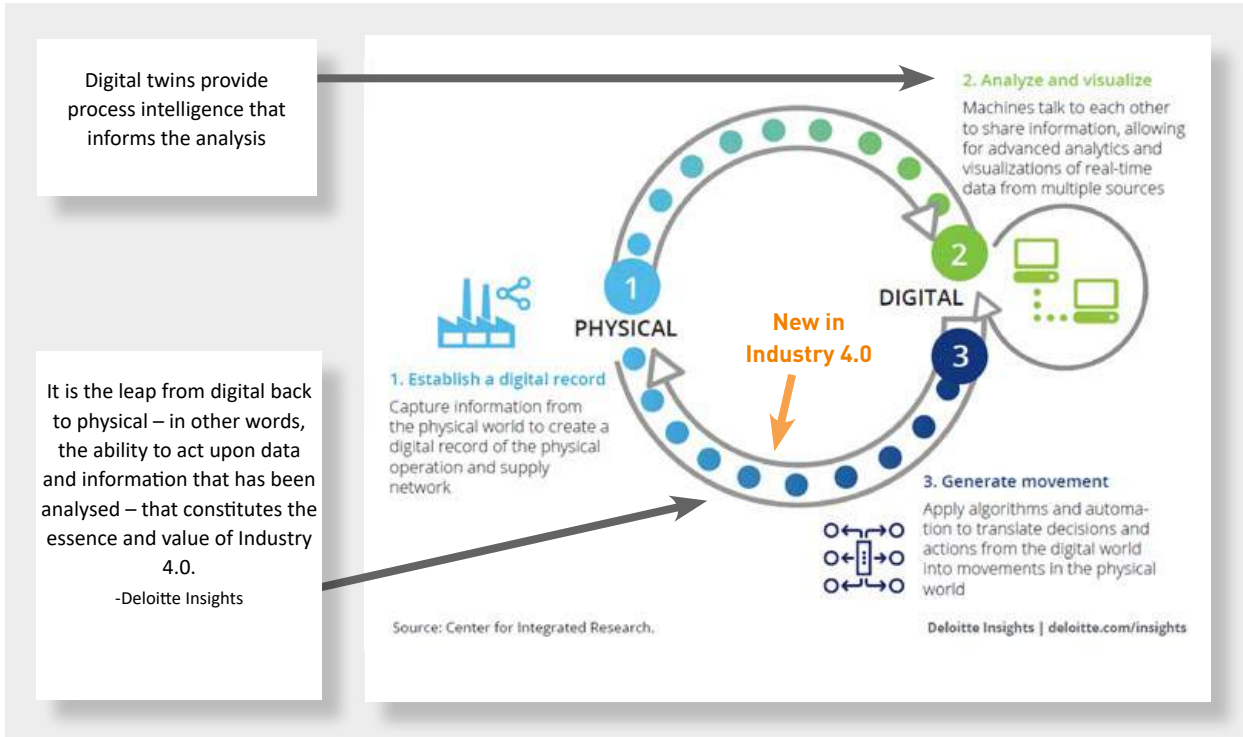 Digital twins provide
process intelligence that
informs the analysis
It is the leap from digital back
to physical – in other words,
the ability to act upon data
and information that has been
analysed – that constitutes the
essence and value of Industry
4.0.
-Deloitte Insights
2. Analyze and visualize
Machines talk to each other
to share information, allowing
for advanced analytics and
visualizations of real-time
data from multiple sources
1
PHYSICAL
2
DIGITAL
3
New in
Industry 4.0
1. Establish a digital record
Capture information from
the physical world to create a
digital record of the physical
operation and supply
network
3. Generate movement
Apply algorithms and automa-
tion to translate decisions and
actions from the digital world
into movements in the physical
world
Source: Center for Integrated Research.
Deloitte Insights | deloitte.com/insights